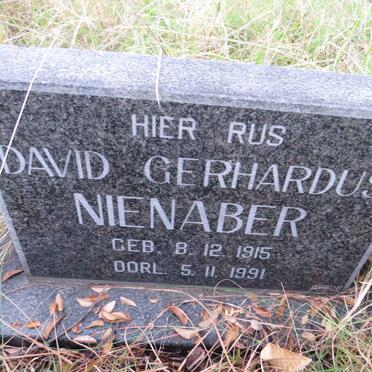 HIER RUS
DAVID GERHARDUS
NIENABER
GEB. 8. 12. 1915
OORL. 5. 11. 1991